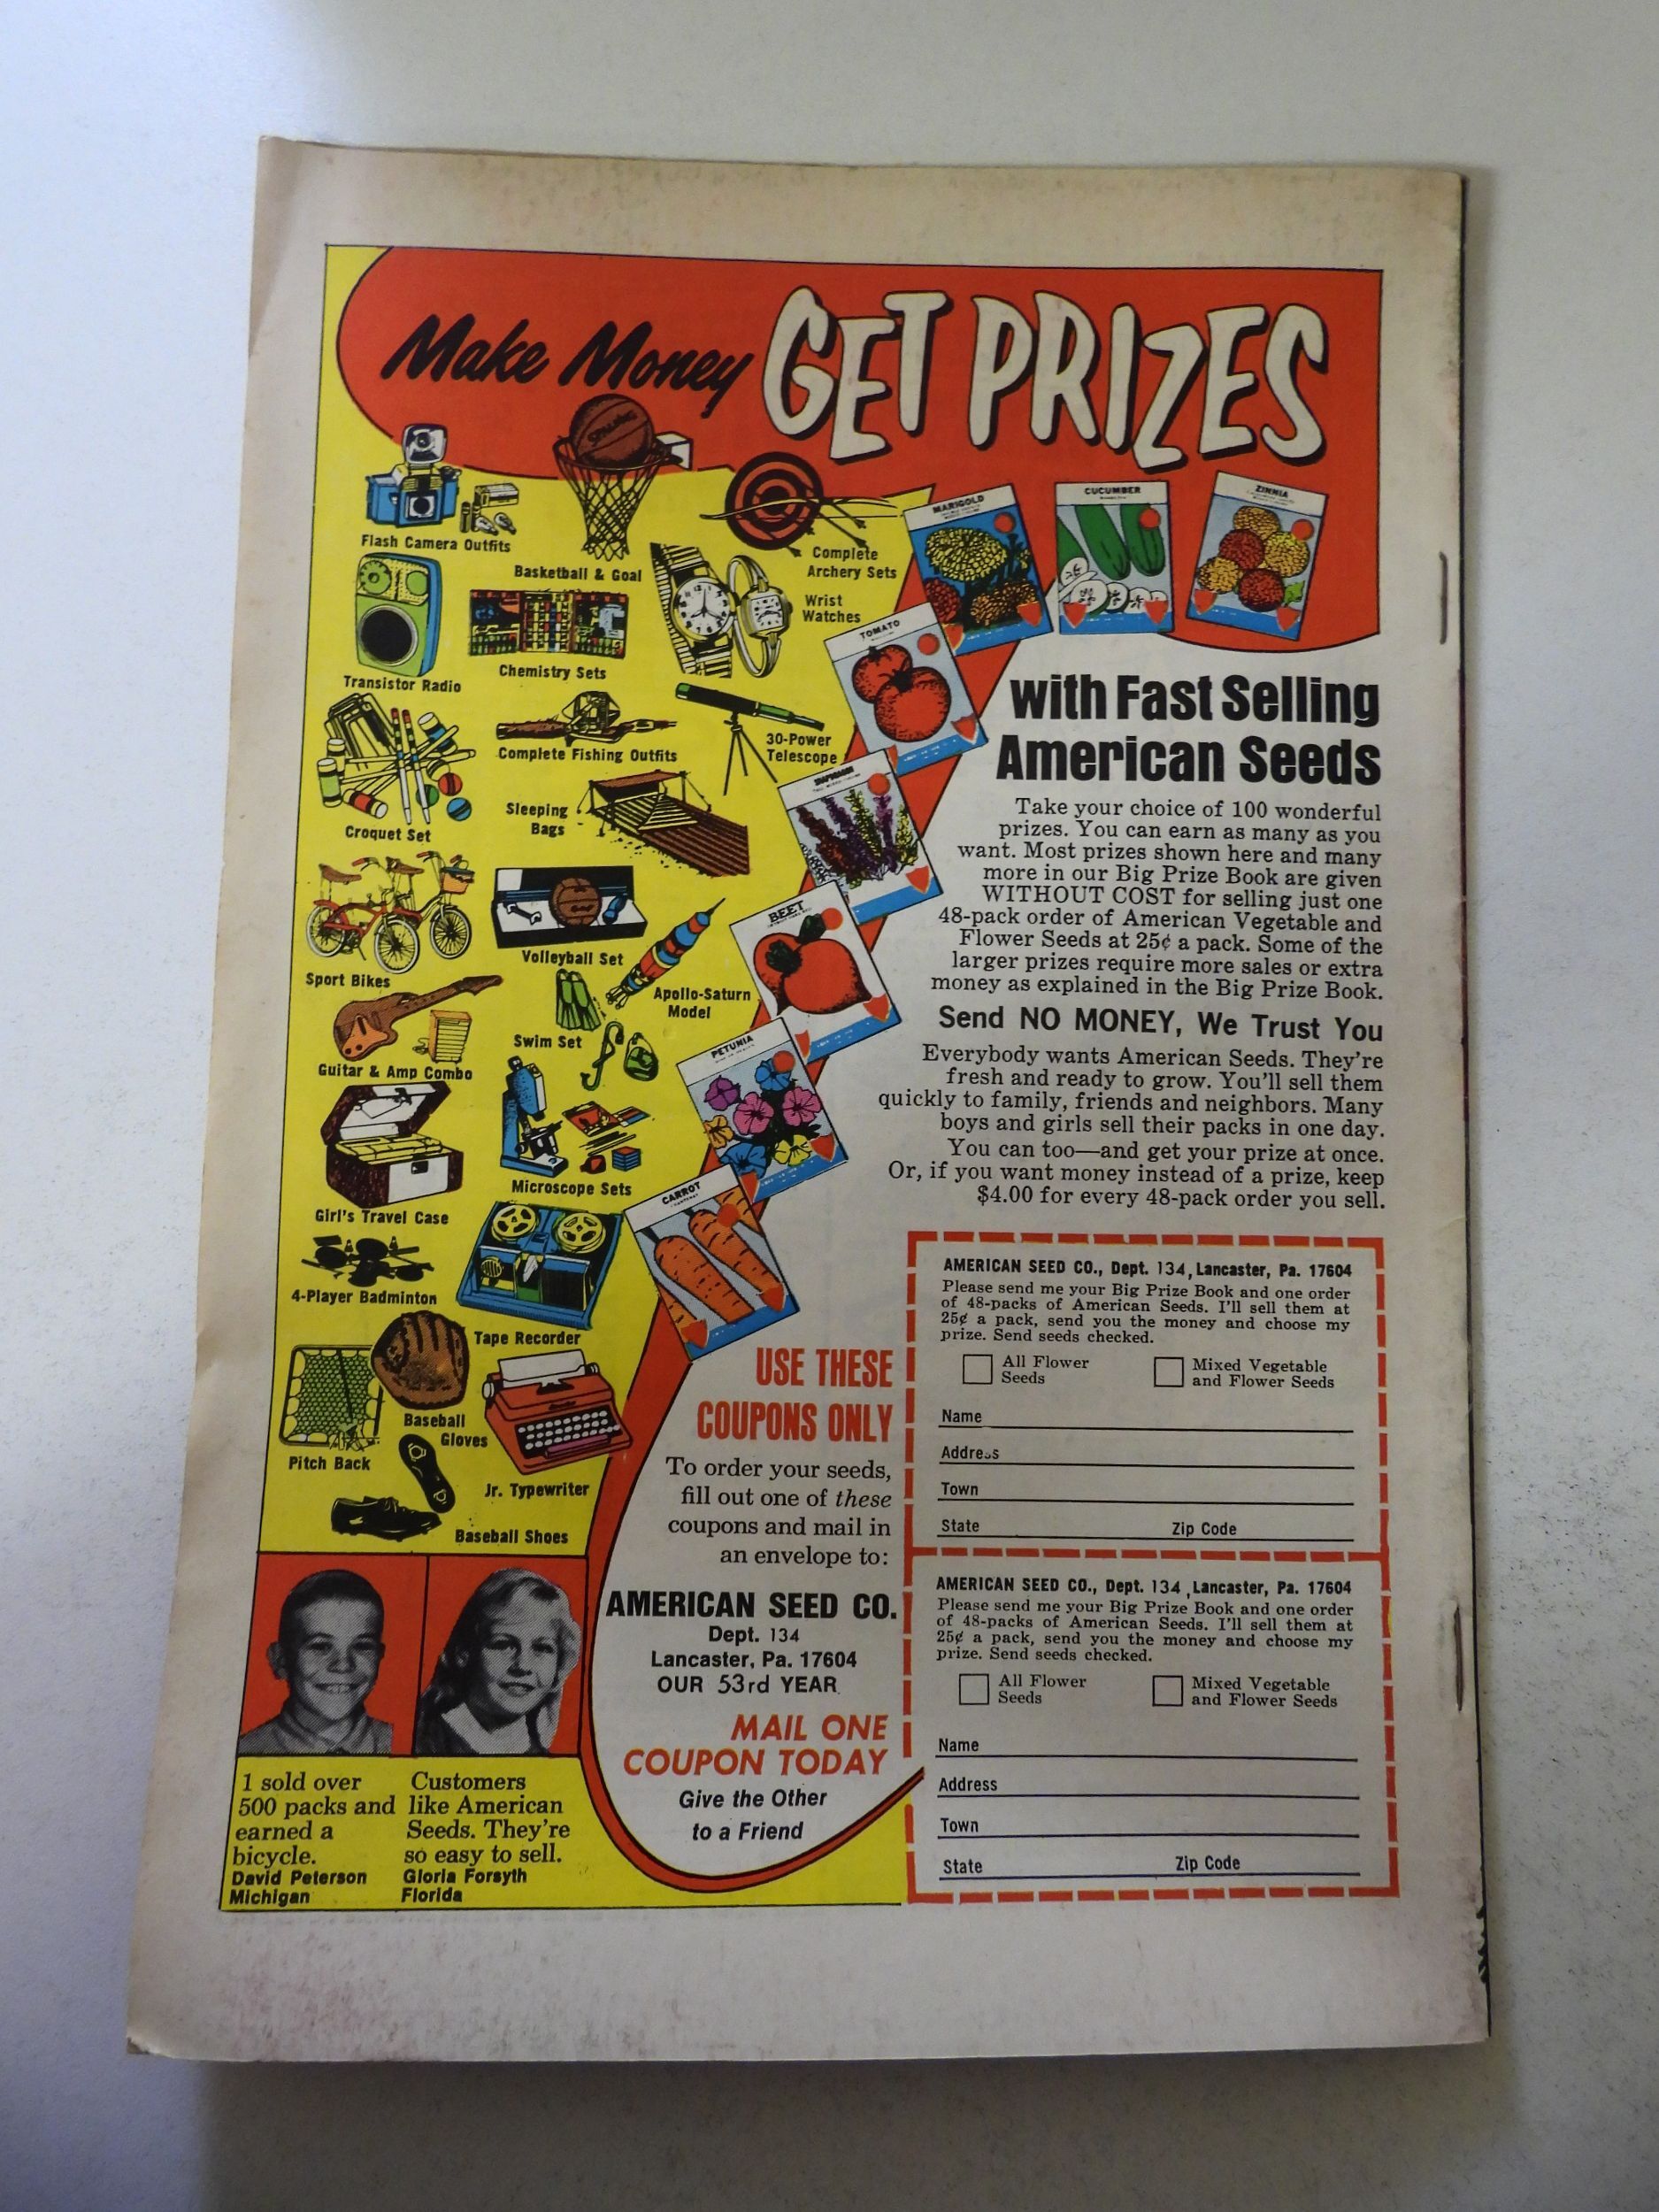 Make Money GET PRIZES
SPALDING
Flash Camera Outfits
Basketball & Goal
Complete
Archery Sets
Wrist
Watches
Transistor Radio
Chemistry Sets
Complete Fishing Outfits
30-Power
Telescope
Croquet Set
Sleeping
Bags
Sport Bikes
Volleyball Set
Apollo-Saturn
Model
Swim Set
Guitar & Amp Combo
Girl's Travel Case
Microscope Sets
4-Player Badminton
Tape Recorder
Pitch Back
Baseball
Gloves
Jr. Typewriter
Baseball Shoes
MARIGOLD
CUCUMBER
ZINNIA
TOMATO
BEET
PETUNIA
CARROT
with Fast Selling
American Seeds
Take your choice of 100 wonderful
prizes. You can earn as many as you
want. Most prizes shown here and many
more in our Big Prize Book are given
WITHOUT COST for selling just one
48-pack order of American Vegetable and
Flower Seeds at 25¢ a pack. Some of the
larger prizes require more sales or extra
money as explained in the Big Prize Book.
Send NO MONEY, We Trust You
Everybody wants American Seeds. They're
fresh and ready to grow. You'll sell them
quickly to family, friends and neighbors. Many
boys and girls sell their packs in one day.
You can too—and get your prize at once.
Or, if you want money instead of a prize, keep
$4.00 for every 48-pack order you sell.
USE THESE
COUPONS ONLY
To order your seeds,
fill out one of these
coupons and mail in
an envelope to:
AMERICAN SEED CO.
Dept. 134
Lancaster, Pa. 17604
OUR 53rd YEAR
MAIL ONE
COUPON TODAY
Give the Other
to a Friend
AMERICAN SEED CO., Dept. 134, Lancaster, Pa. 17604
Please send me your Big Prize Book and one order
of 48-packs of American Seeds. I'll sell them at
25¢ a pack, send you the money and choose my
prize. Send seeds checked.
All Flower
Seeds
Mixed Vegetable
and Flower Seeds
Name
Address
Town
State Zip Code
AMERICAN SEED CO., Dept. 134, Lancaster, Pa. 17604
Please send me your Big Prize Book and one order
of 48-packs of American Seeds. I'll sell them at
25¢ a pack, send you the money and choose my
prize. Send seeds checked.
All Flower
Seeds
Mixed Vegetable
and Flower Seeds
Name
Address
Town
State Zip Code
I sold over
500 packs and
earned a
bicycle.
David Peterson
Michigan
Customers
like American
Seeds. They're
so easy to sell.
Gloria Forsyth
Florida